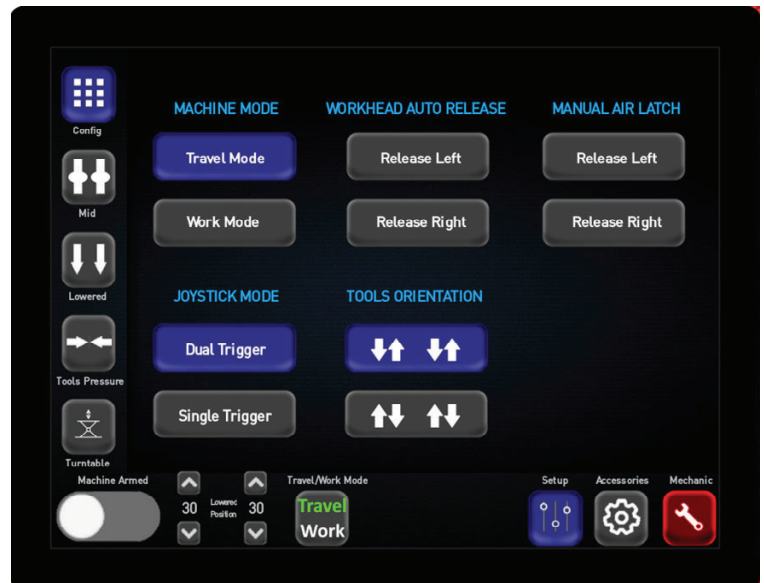 MACHINE MODE WORKHEAD AUTO RELEASE MANUAL AIR LATCH
Config
Travel Mode Release Left Release Left
Mid
Work Mode Release Right Release Right
Lowered
JOYSTICK MODE TOOLS ORIENTATION
Dual Trigger
Tools Pressure
Single Trigger
Turntable
Machine Armed Travel/Work Mode Setup Accessories Mechanic
30 Lowered Position 30
Travel
Work